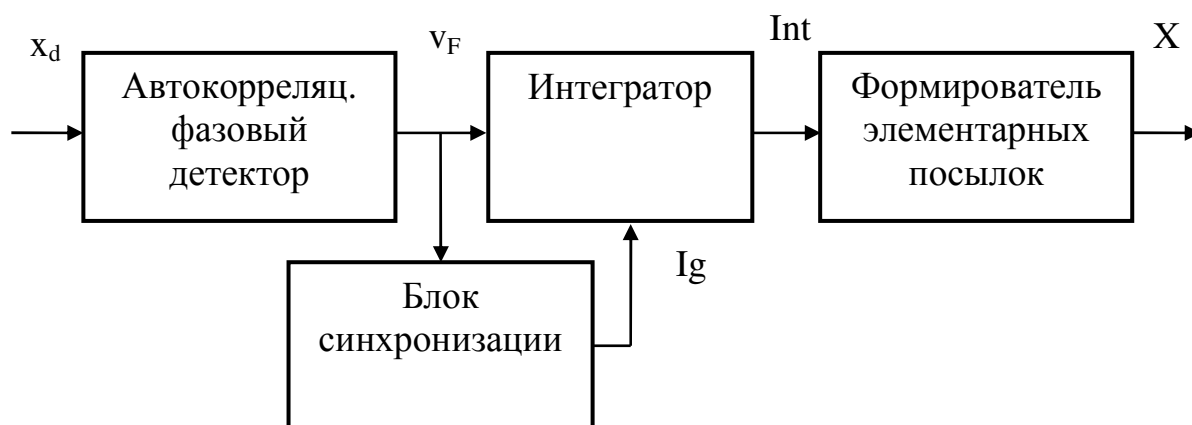 x_d
Автокорреляц.
фазовый
детектор
v_F
Интегратор
Int
Формирователь
элементарных
посылок
X
Блок
синхронизации
Ig